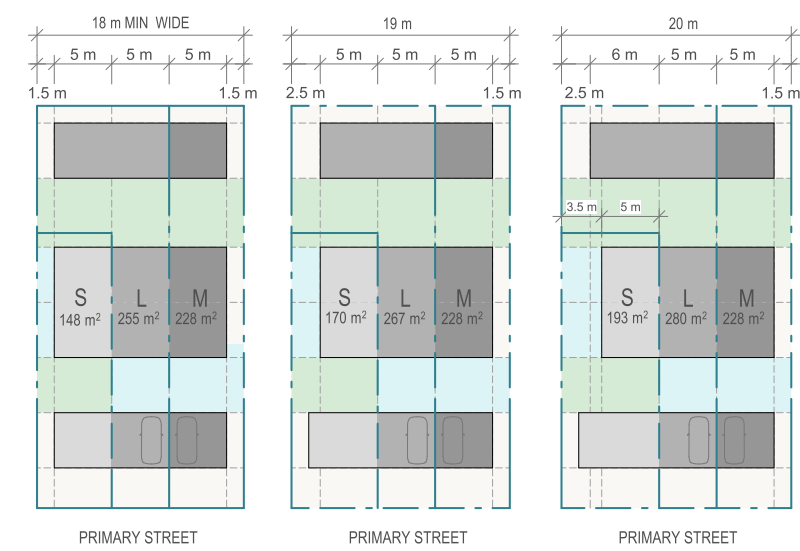 18 m MIN WIDE
5 m 5 m 5 m
1.5 m 1.5 m
S L M
148 m² 255 m² 228 m²
PRIMARY STREET
19 m
5 m 5 m 5 m
2.5 m 1.5 m
S L M
170 m² 267 m² 228 m²
PRIMARY STREET
20 m
6 m 5 m 5 m
2.5 m 1.5 m
3.5 m 5 m
S L M
193 m² 280 m² 228 m²
PRIMARY STREET